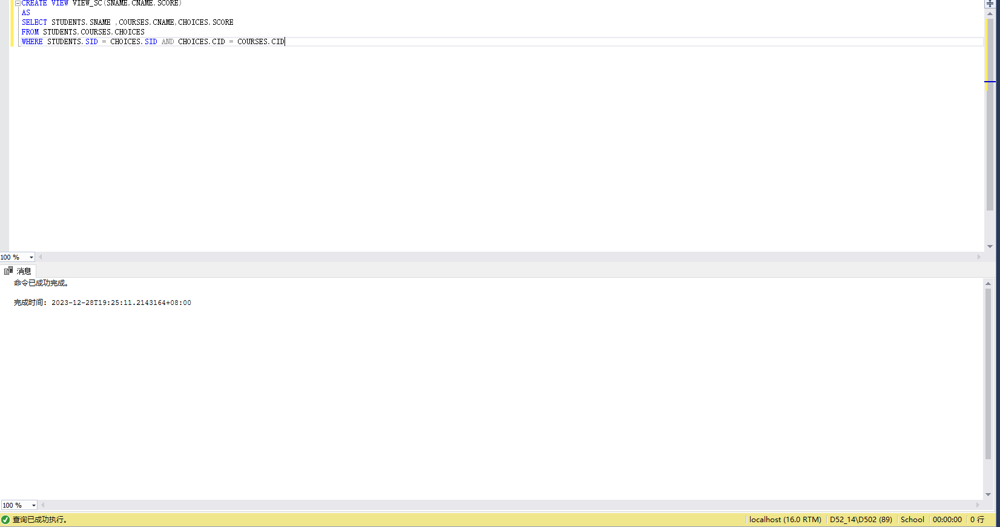 CREATE VIEW VIEW_SC(SNAME,CNAME,SCORE)
AS
SELECT STUDENTS.SNAME ,COURSES.CNAME,CHOICES.SCORE
FROM STUDENTS,COURSES,CHOICES
WHERE STUDENTS.SID = CHOICES.SID AND CHOICES.CID = COURSES.CID
100 %
消息
命令已成功完成。
完成时间: 2023-12-28T19:25:11.2143164+08:00
100 %
查询已成功执行。 localhost (16.0 RTM) D52_14\D502 (89) School 00:00:00 0 行